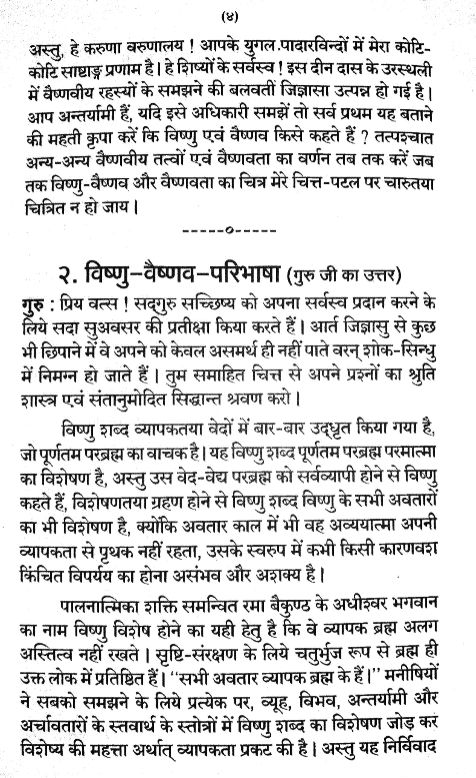 (४)
अस्तु, हे करुणा वरुणालय ! आपके युगल पादारविन्दों में मेरा कोटि-
कोटि साष्टाङ्ग प्रणाम है। हे शिष्यों के सर्वस्व ! इस दीन दास के उरस्थली
में वैष्णवीय रहस्यों के समझने की बलवती जिज्ञासा उत्पन्न हो गई है।
आप अन्तर्यामी हैं, यदि इसे अधिकारी समझें तो सर्व प्रथम यह बताने
की महती कृपा करें कि विष्णु एवं वैष्णव किसे कहते हैं ? तत्पश्चात
अन्य-अन्य वैष्णवीय तत्वों एवं वैष्णवता का वर्णन तब तक करें जब
तक विष्णु-वैष्णव और वैष्णवता का चित्र मेरे चित्त-पटल पर चारुतया
चित्रित न हो जाय।
-----०-----
२. विष्णु-वैष्णव-परिभाषा (गुरु जी का उत्तर)
गुरु : प्रिय वत्स ! सद्गुरु सच्छिष्य को अपना सर्वस्व प्रदान करने के
लिये सदा सुअवसर की प्रतीक्षा किया करते हैं। आर्त जिज्ञासु से कुछ
भी छिपाने में वे अपने को केवल असमर्थ ही नहीं पाते वरन् शोक-सिन्धु
में निमग्न हो जाते हैं। तुम समाहित चित्त से अपने प्रश्नों का श्रुति
शास्त्र एवं संतानुमोदित सिद्धान्त श्रवण करो।
विष्णु शब्द व्यापकतया वेदों में बार-बार उद्धृत किया गया है,
जो पूर्णतम परब्रह्म का वाचक है। यह विष्णु शब्द पूर्णतम परब्रह्म परमात्मा
का विशेषण है, अस्तु उस वेद-वेद्य परब्रह्म को सर्वव्यापी होने से विष्णु
कहते हैं, विशेषणतया ग्रहण होने से विष्णु शब्द विष्णु के सभी अवतारों
का भी विशेषण है, क्योंकि अवतार काल में भी वह अव्ययात्मा अपनी
व्यापकता से पृथक नहीं रहता, उसके स्वरुप में कभी किसी कारणवश
किंचित विपर्यय का होना असंभव और अशक्य है।
पालनात्मिका शक्ति समन्वित रमा बैकुण्ठ के अधीश्वर भगवान
का नाम विष्णु विशेष होने का यही हेतु है कि वे व्यापक ब्रह्म अलग
अस्तित्व नहीं रखते। सृष्टि-संरक्षण के लिये चतुर्भुज रूप से ब्रह्म ही
उक्त लोक में प्रतिष्ठित हैं। "सभी अवतार व्यापक ब्रह्म के हैं।" मनीषियों
ने सबको समझने के लिये प्रत्येक पर, व्यूह, विभव, अन्तर्यामी और
अर्चावतारों के स्तवार्थ के स्तोत्रों में विष्णु शब्द का विशेषण जोड़ कर
विशेष्य की महत्ता अर्थात् व्यापकता प्रकट की है। अस्तु यह निर्विवाद